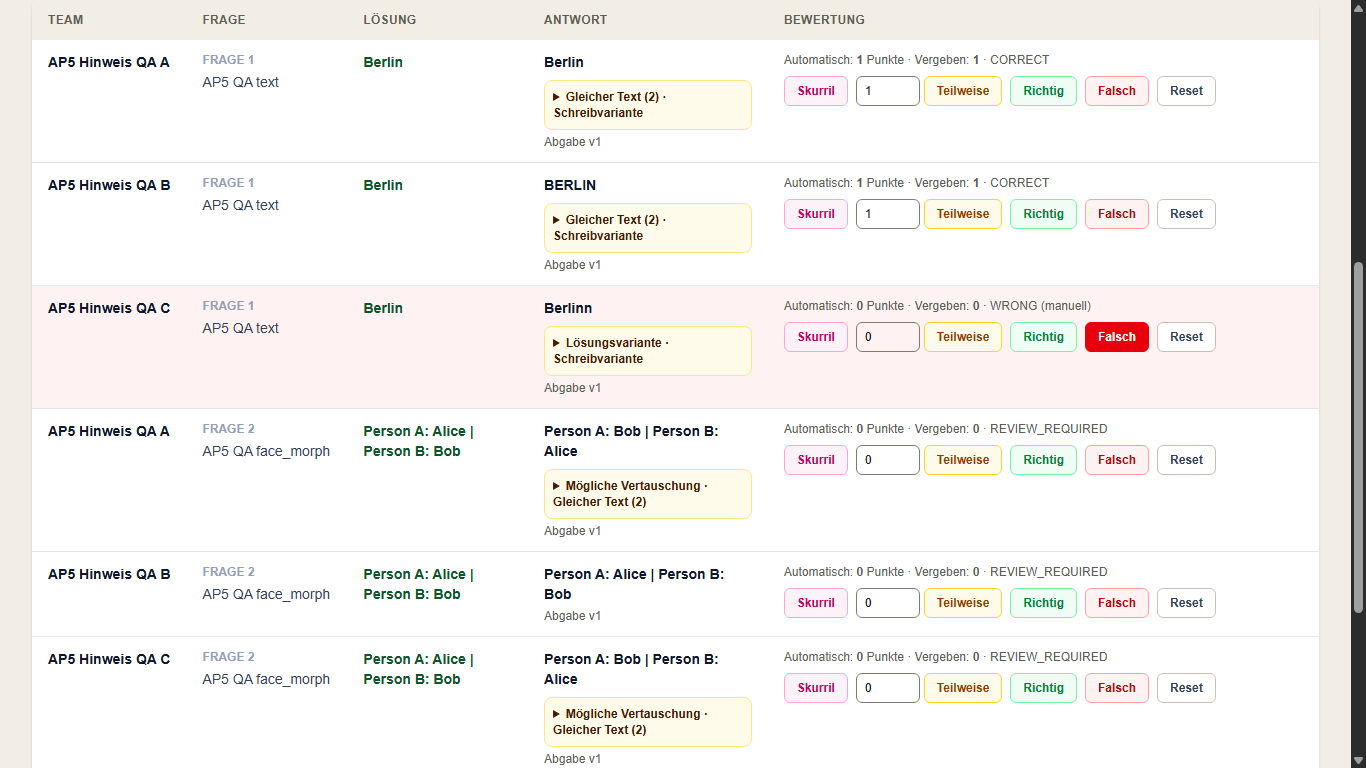 TEAM FRAGE LÖSUNG ANTWORT BEWERTUNG
AP5 Hinweis QA A
FRAGE 1
AP5 QA text
Berlin
Berlin
▶ Gleicher Text (2) ·
Schreibvariante
Abgabe v1
Automatisch: 1 Punkte · Vergeben: 1 · CORRECT
Skurril 1 Teilweise Richtig Falsch Reset
AP5 Hinweis QA B
FRAGE 1
AP5 QA text
Berlin
BERLIN
▶ Gleicher Text (2) ·
Schreibvariante
Abgabe v1
Automatisch: 1 Punkte · Vergeben: 1 · CORRECT
Skurril 1 Teilweise Richtig Falsch Reset
AP5 Hinweis QA C
FRAGE 1
AP5 QA text
Berlin
Berlinn
▶ Lösungsvariante ·
Schreibvariante
Abgabe v1
Automatisch: 0 Punkte · Vergeben: 0 · WRONG (manuell)
Skurril 0 Teilweise Richtig Falsch Reset
AP5 Hinweis QA A
FRAGE 2
AP5 QA face_morph
Person A: Alice |
Person B: Bob
Person A: Bob | Person B:
Alice
▶ Mögliche Vertauschung ·
Gleicher Text (2)
Abgabe v1
Automatisch: 0 Punkte · Vergeben: 0 · REVIEW_REQUIRED
Skurril 0 Teilweise Richtig Falsch Reset
AP5 Hinweis QA B
FRAGE 2
AP5 QA face_morph
Person A: Alice |
Person B: Bob
Person A: Alice | Person B:
Bob
Abgabe v1
Automatisch: 0 Punkte · Vergeben: 0 · REVIEW_REQUIRED
Skurril 0 Teilweise Richtig Falsch Reset
AP5 Hinweis QA C
FRAGE 2
AP5 QA face_morph
Person A: Alice |
Person B: Bob
Person A: Bob | Person B:
Alice
▶ Mögliche Vertauschung ·
Gleicher Text (2)
Abgabe v1
Automatisch: 0 Punkte · Vergeben: 0 · REVIEW_REQUIRED
Skurril 0 Teilweise Richtig Falsch Reset